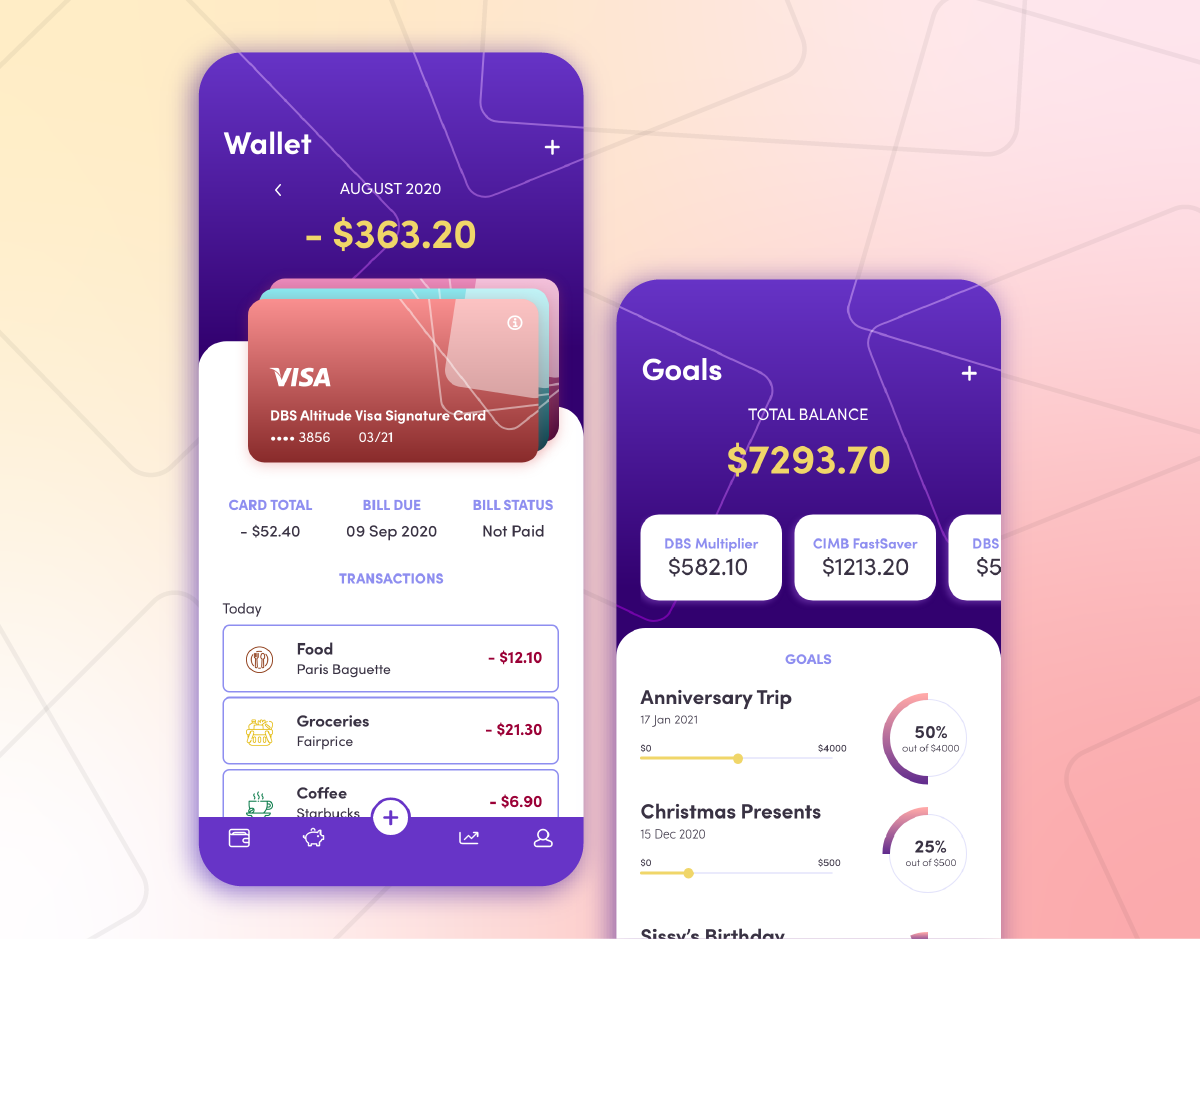 Wallet
AUGUST 2020
- $363.20
VISA
DBS Altitude Visa Signature Card
•••• 3856 03/21
CARD TOTAL BILL DUE BILL STATUS
- $52.40 09 Sep 2020 Not Paid
TRANSACTIONS
Today
Food
Paris Baguette
- $12.10
Groceries
Fairprice
- $21.30
Coffee
Starbucks
- $6.90
Goals
TOTAL BALANCE
$7293.70
DBS Multiplier CIMB FastSaver DBS
$582.10 $1213.20 $5
GOALS
Anniversary Trip
17 Jan 2021
$0 $4000
50%
out of $4000
Christmas Presents
15 Dec 2020
$0 $500
25%
out of $500
Sissy's Birthday